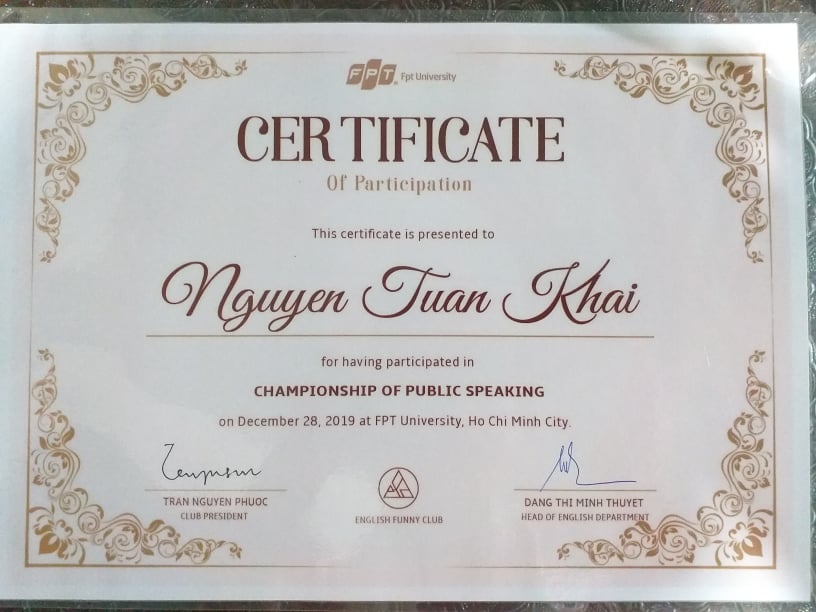 FPT Fpt University
CERTIFICATE
Of Participation
This certificate is presented to
Nguyen Tuan Khai
for having participated in
CHAMPIONSHIP OF PUBLIC SPEAKING
on December 28, 2019 at FPT University, Ho Chi Minh City.
TRAN NGUYEN PHUOC
CLUB PRESIDENT
ENGLISH FUNNY CLUB
DANG THI MINH THUYET
HEAD OF ENGLISH DEPARTMENT